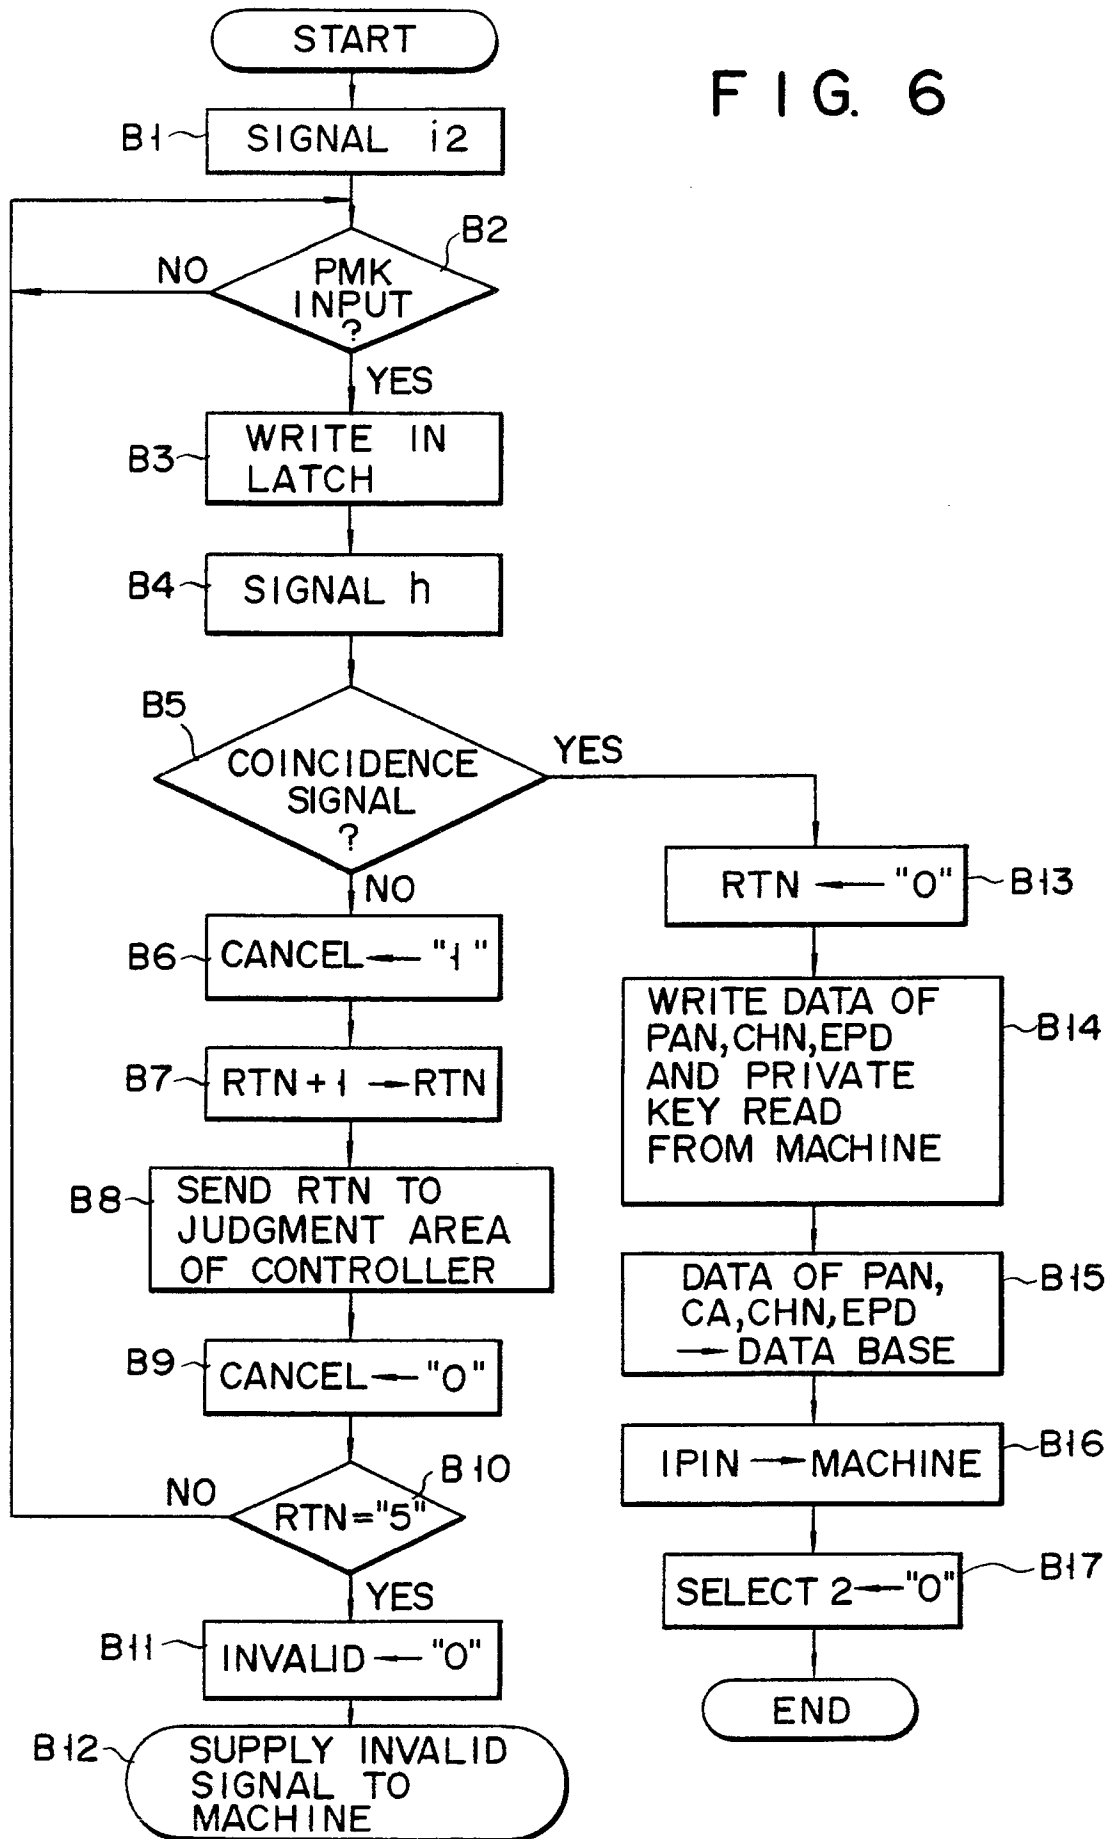 START
FIG. 6
B1
SIGNAL i2
B2
NO
PMK
INPUT
?
YES
B3
WRITE IN
LATCH
B4
SIGNAL h
B5
COINCIDENCE
SIGNAL
?
YES
NO
B6
CANCEL ← "1"
B7
RTN + 1 → RTN
B8
SEND RTN TO
JUDGMENT AREA
OF CONTROLLER
B9
CANCEL ← "0"
B10
NO
RTN="5"
YES
B11
INVALID ← "0"
B12
SUPPLY INVALID
SIGNAL TO
MACHINE
RTN ← "0"
B13
WRITE DATA OF
PAN,CHN,EPD
AND PRIVATE
KEY READ
FROM MACHINE
B14
DATA OF PAN,
CA,CHN,EPD
→ DATA BASE
B15
IPIN → MACHINE
B16
SELECT 2 ← "0"
B17
END